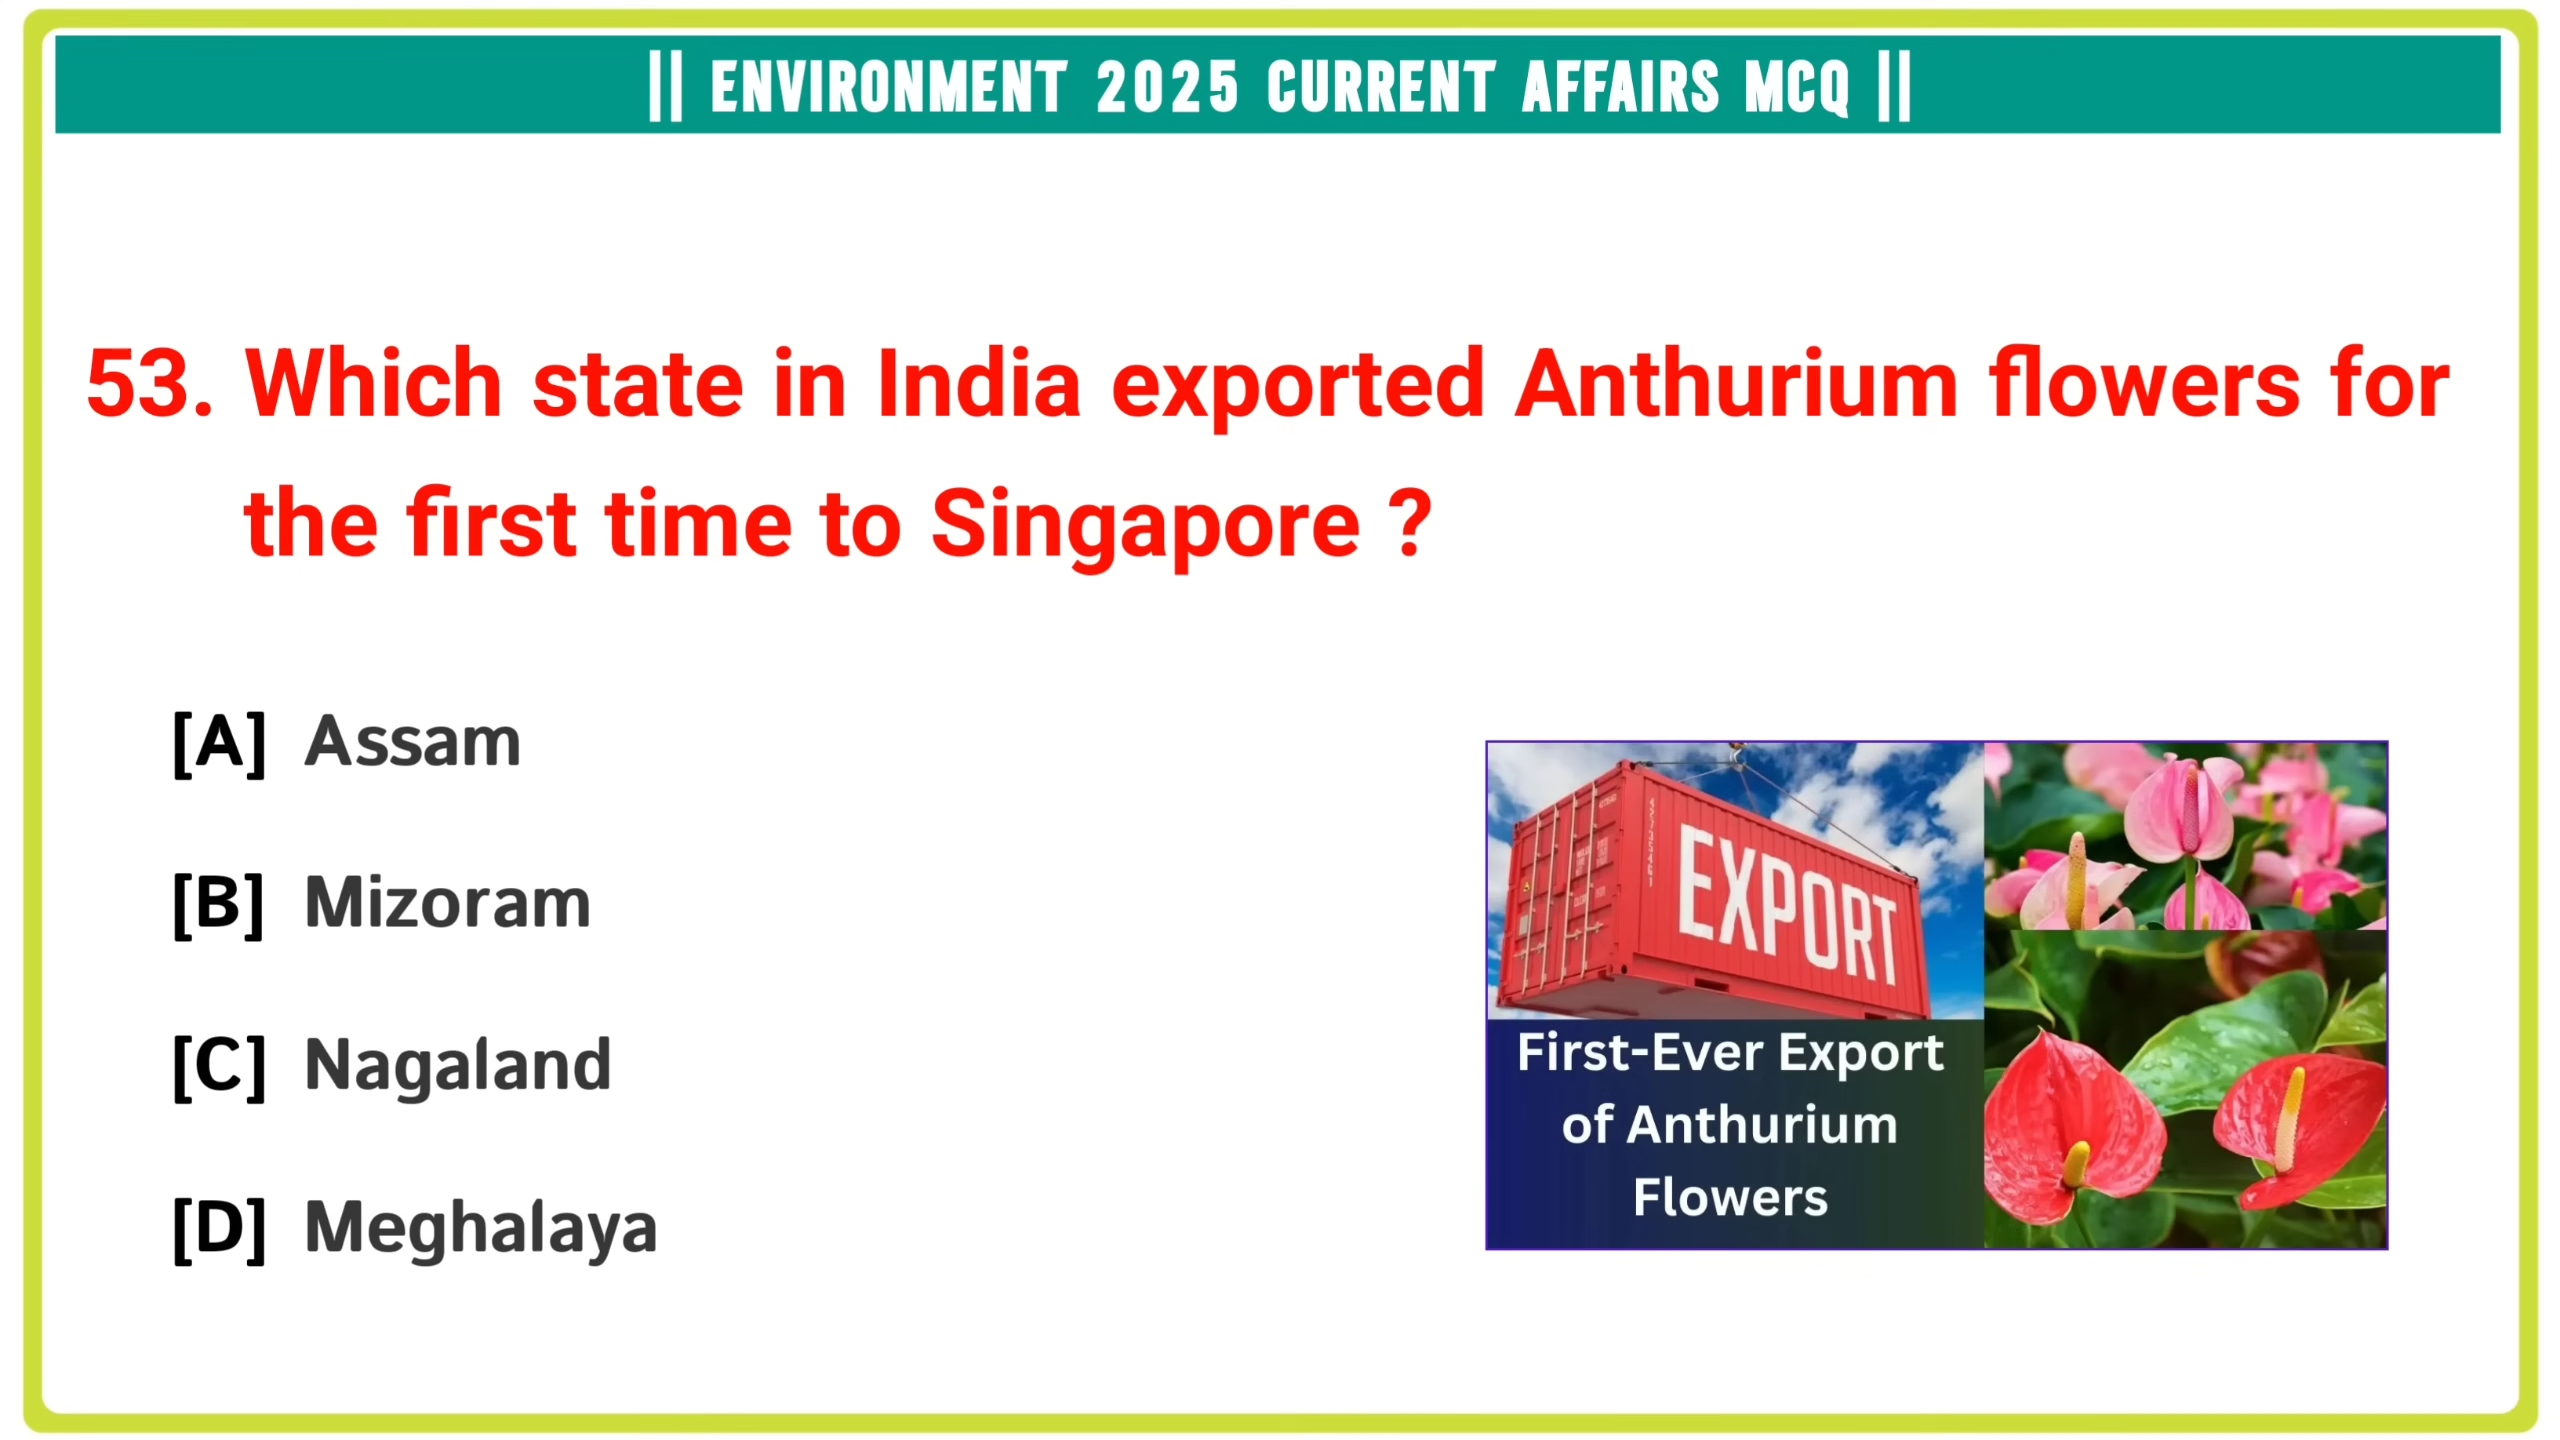 || ENVIRONMENT 2025 CURRENT AFFAIRS MCQ ||
53. Which state in India exported Anthurium flowers for
the first time to Singapore ?
[A] Assam
[B] Mizoram
[C] Nagaland
[D] Meghalaya
EXPORT
First-Ever Export
of Anthurium
Flowers